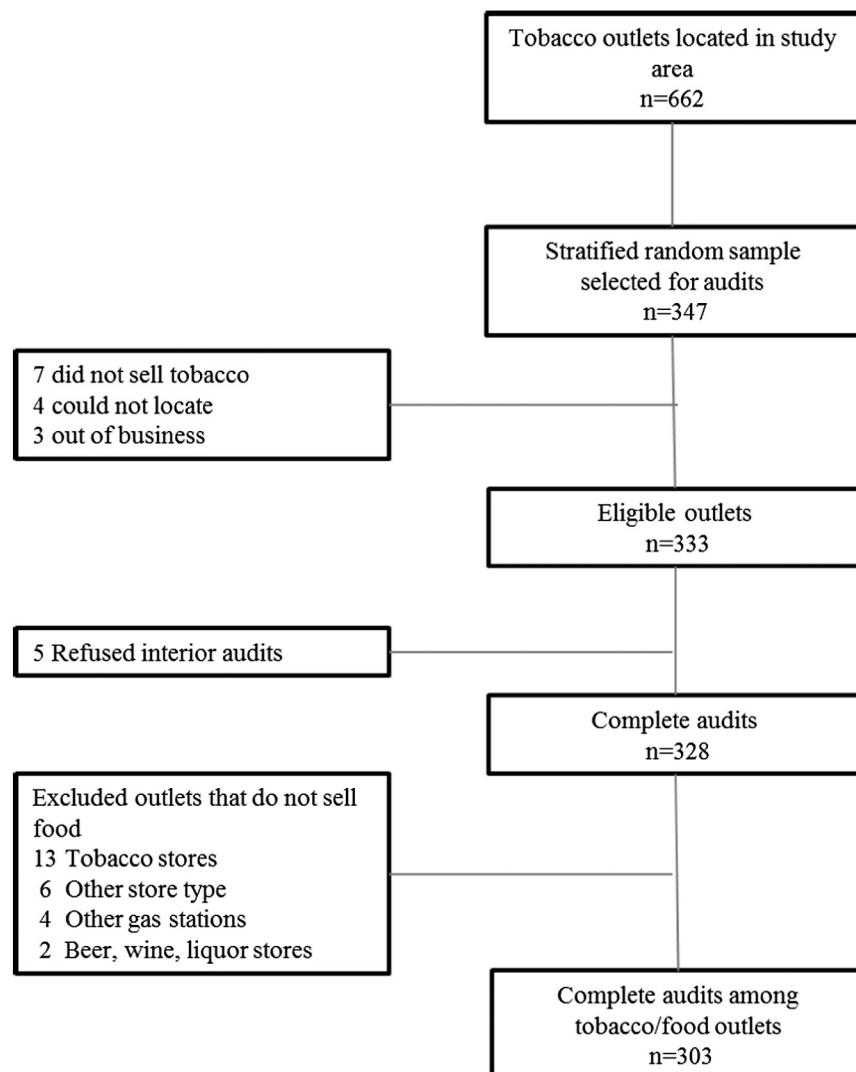 Tobacco outlets located in study
area
n=662
Stratified random sample
selected for audits
n=347
7 did not sell tobacco
4 could not locate
3 out of business
Eligible outlets
n=333
5 Refused interior audits
Complete audits
n=328
Excluded outlets that do not sell
food
13 Tobacco stores
6 Other store type
4 Other gas stations
2 Beer, wine, liquor stores
Complete audits among
tobacco/food outlets
n=303